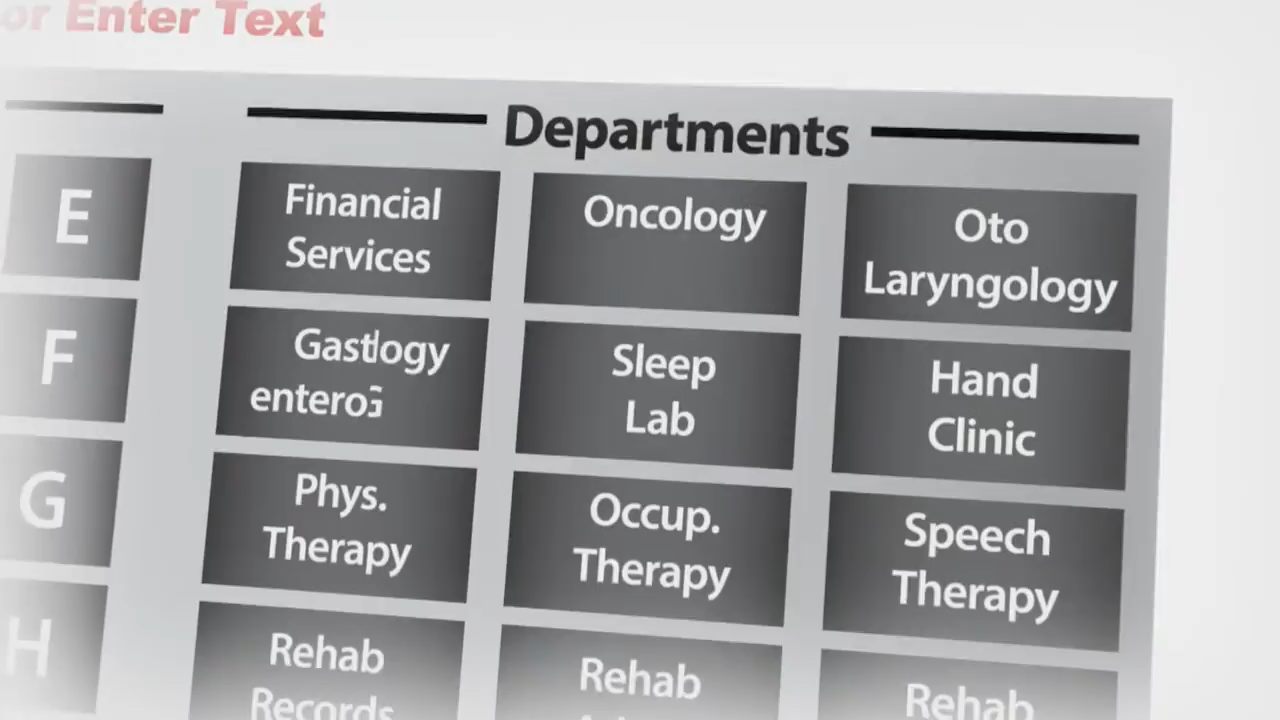 or Enter Text
Departments
E
Financial
Services
Oncology
Oto
Laryngology
F
Gastlogy
Sleep
Lab
Hand
Clinic
G
Phys.
Therapy
Occup.
Therapy
Speech
Therapy
H
Rehab
Records
Rehab
Rehab